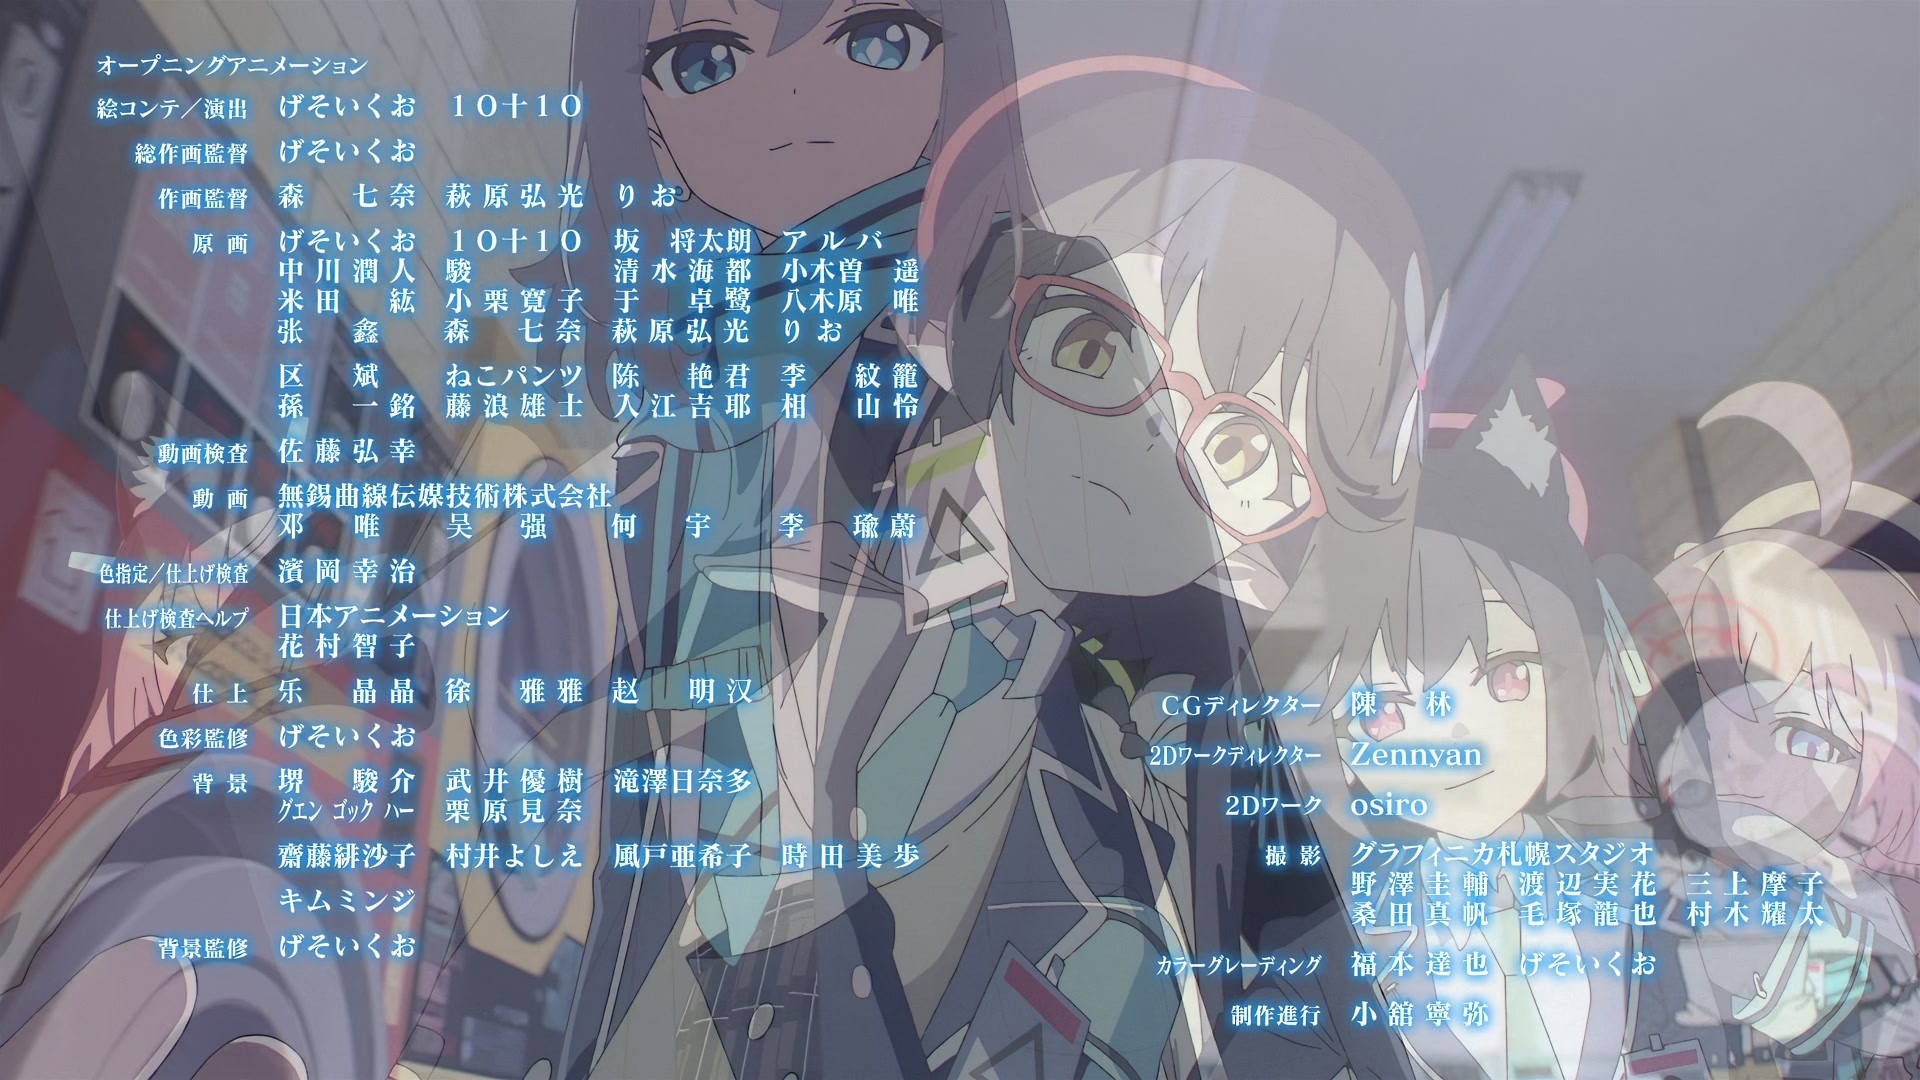 オープニングアニメーション
絵コンテ／演出 げそいくお 10十10
総作画監督 げそいくお
作画監督 森 七奈 萩原弘光 りお
原画 げそいくお 10十10 坂 将太朗 アルバ
中川潤人 駿 清水海都 小木曽 遥
米田 紘 小栗寛子 于 卓鹭 八木原 唯
张 鑫 森 七奈 萩原弘光 りお
区 斌 ねこパンツ 陈 艳君 李 紋籠
孫 一銘 藤浪雄士 入江吉耶 相 山怜
動画検査 佐藤弘幸
動画 無錫曲線伝媒技術株式会社
邓 唯 吴 强 何 宇 李 瑜蔚
色指定／仕上げ検査 濱岡幸治
仕上げ検査ヘルプ 日本アニメーション
花村智子
仕上 乐 晶晶 徐 雅雅 赵 明汉
色彩監修 げそいくお
背景 堺 駿介 武井優樹 滝澤日奈多
グエン ゴック ハー 栗原見奈
齋藤緋沙子 村井よしえ 風戸亜希子 時田美歩
キムミンジ
背景監修 げそいくお
CGディレクター 陳 林
2Dワークディレクター Zennyan
2Dワーク osiro
撮影 グラフィニカ札幌スタジオ
野澤圭輔 渡辺実花 三上摩子
桑田真帆 毛塚龍也 村木耀太
カラーグレーディング 福本達也 げそいくお
制作進行 小舘寧弥